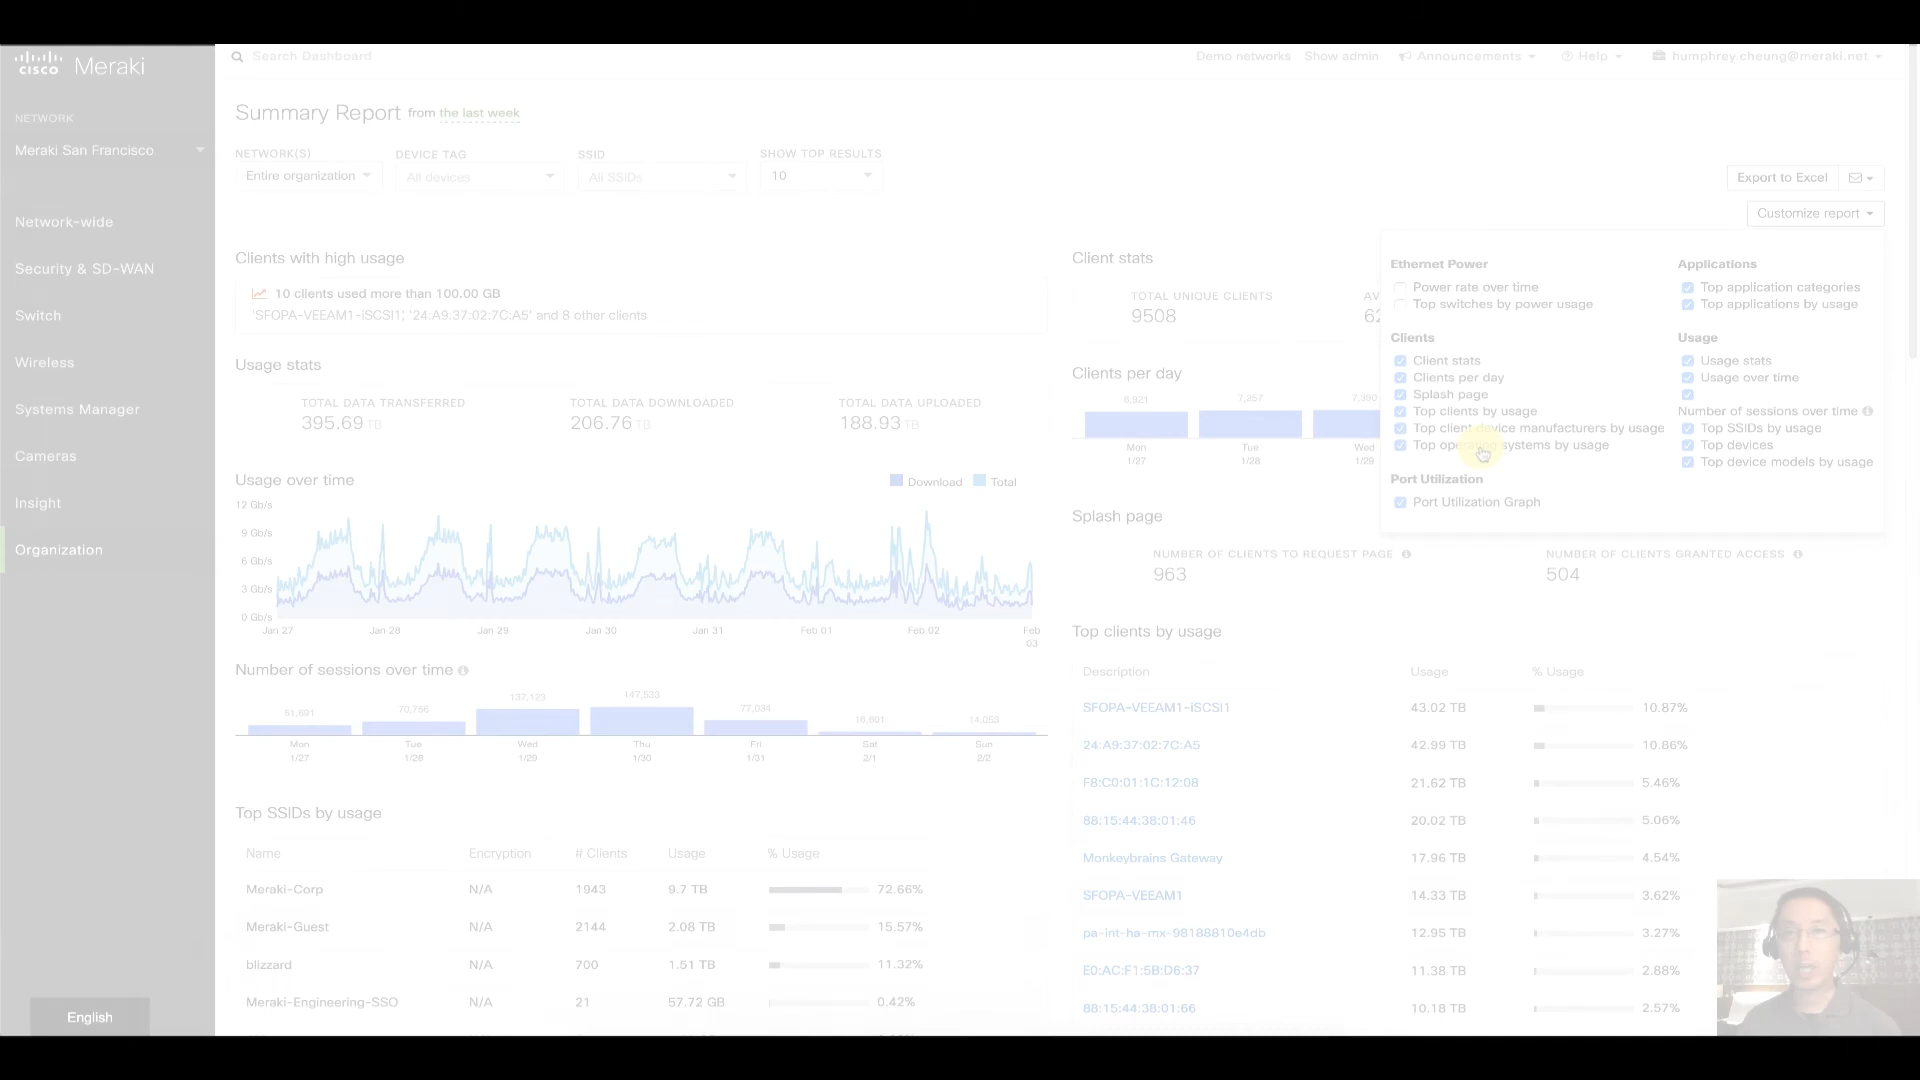 cisco Meraki
Search Dashboard
Demo networks Show admin Announcements Help humphrey.cheung@meraki.net
NETWORK
Meraki San Francisco
Network-wide
Security & SD-WAN
Switch
Wireless
Systems Manager
Cameras
Insight
Organization
English
Summary Report from the last week
NETWORK(S) DEVICE TAG SSID SHOW TOP RESULTS
Entire organization All devices All SSIDs 10
Export to Excel
Customize report
Clients with high usage
10 clients used more than 100.00 GB
'SFOPA-VEEAM1-iSCSI1', '24:A9:37:02:7C:A5' and 8 other clients
Usage stats
TOTAL DATA TRANSFERRED TOTAL DATA DOWNLOADED TOTAL DATA UPLOADED
395.69 TB 206.76 TB 188.93 TB
Usage over time
Download Total
12 Gb/s
9 Gb/s
6 Gb/s
3 Gb/s
0 Gb/s
Jan 27 Jan 28 Jan 29 Jan 30 Jan 31 Feb 01 Feb 02 Feb 03
Number of sessions over time
51,691 70,756 137,123 147,533 77,034 16,601 14,053
Mon Tue Wed Thu Fri Sat Sun
1/27 1/28 1/29 1/30 1/31 2/1 2/2
Top SSIDs by usage
Name Encryption # Clients Usage % Usage
Meraki-Corp N/A 1943 9.7 TB 72.66%
Meraki-Guest N/A 2144 2.08 TB 15.57%
blizzard N/A 700 1.51 TB 11.32%
Meraki-Engineering-SSO N/A 21 57.72 GB 0.42%
Client stats
TOTAL UNIQUE CLIENTS AV
9508 62
Clients per day
6,921 7,257 7,390
Mon Tue Wed
1/27 1/28 1/29
Ethernet Power
Power rate over time
Top switches by power usage
Clients
Client stats
Clients per day
Splash page
Top clients by usage
Top client device manufacturers by usage
Top operating systems by usage
Port Utilization
Port Utilization Graph
Applications
Top application categories
Top applications by usage
Usage
Usage stats
Usage over time
Number of sessions over time
Top SSIDs by usage
Top devices
Top device models by usage
Splash page
NUMBER OF CLIENTS TO REQUEST PAGE NUMBER OF CLIENTS GRANTED ACCESS
963 504
Top clients by usage
Description Usage % Usage
SFOPA-VEEAM1-iSCSI1 43.02 TB 10.87%
24:A9:37:02:7C:A5 42.99 TB 10.86%
F8:C0:01:1C:12:08 21.62 TB 5.46%
88:15:44:38:01:46 20.02 TB 5.06%
Monkeybrains Gateway 17.96 TB 4.54%
SFOPA-VEEAM1 14.33 TB 3.62%
pa-int-ha-mx-98188810e4db 12.95 TB 3.27%
E0:AC:F1:5B:D6:37 11.38 TB 2.88%
88:15:44:38:01:66 10.18 TB 2.57%